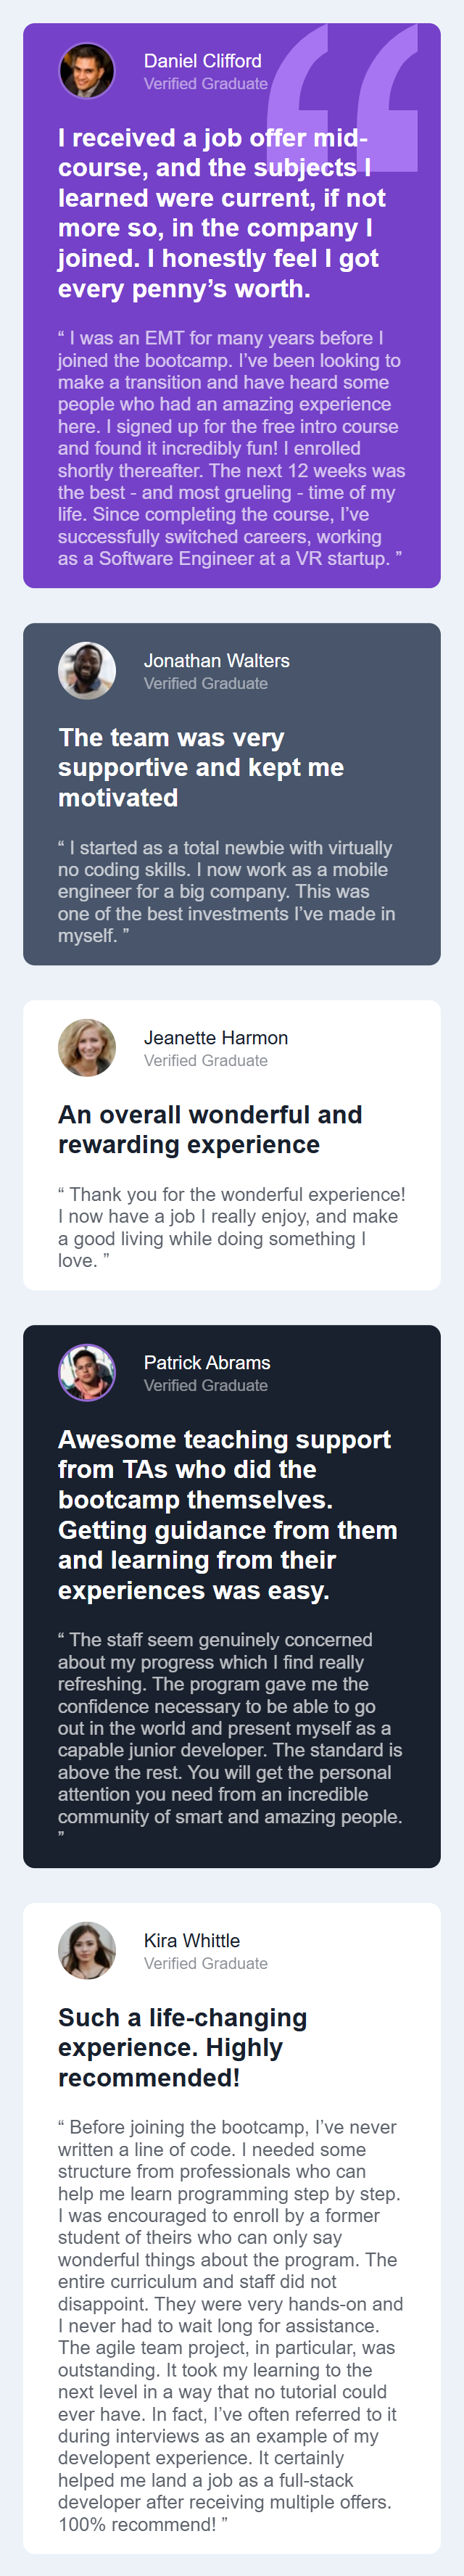 Daniel Clifford
Verified Graduate
I received a job offer mid-
course, and the subjects I
learned were current, if not
more so, in the company I
joined. I honestly feel I got
every penny’s worth.
“ I was an EMT for many years before I
joined the bootcamp. I’ve been looking to
make a transition and have heard some
people who had an amazing experience
here. I signed up for the free intro course
and found it incredibly fun! I enrolled
shortly thereafter. The next 12 weeks was
the best - and most grueling - time of my
life. Since completing the course, I’ve
successfully switched careers, working
as a Software Engineer at a VR startup. ”
Jonathan Walters
Verified Graduate
The team was very
supportive and kept me
motivated
“ I started as a total newbie with virtually
no coding skills. I now work as a mobile
engineer for a big company. This was
one of the best investments I’ve made in
myself. ”
Jeanette Harmon
Verified Graduate
An overall wonderful and
rewarding experience
“ Thank you for the wonderful experience!
I now have a job I really enjoy, and make
a good living while doing something I
love. ”
Patrick Abrams
Verified Graduate
Awesome teaching support
from TAs who did the
bootcamp themselves.
Getting guidance from them
and learning from their
experiences was easy.
“ The staff seem genuinely concerned
about my progress which I find really
refreshing. The program gave me the
confidence necessary to be able to go
out in the world and present myself as a
capable junior developer. The standard is
above the rest. You will get the personal
attention you need from an incredible
community of smart and amazing people.
”
Kira Whittle
Verified Graduate
Such a life-changing
experience. Highly
recommended!
“ Before joining the bootcamp, I’ve never
written a line of code. I needed some
structure from professionals who can
help me learn programming step by step.
I was encouraged to enroll by a former
student of theirs who can only say
wonderful things about the program. The
entire curriculum and staff did not
disappoint. They were very hands-on and
I never had to wait long for assistance.
The agile team project, in particular, was
outstanding. It took my learning to the
next level in a way that no tutorial could
ever have. In fact, I’ve often referred to it
during interviews as an example of my
developent experience. It certainly
helped me land a job as a full-stack
developer after receiving multiple offers.
100% recommend! ”